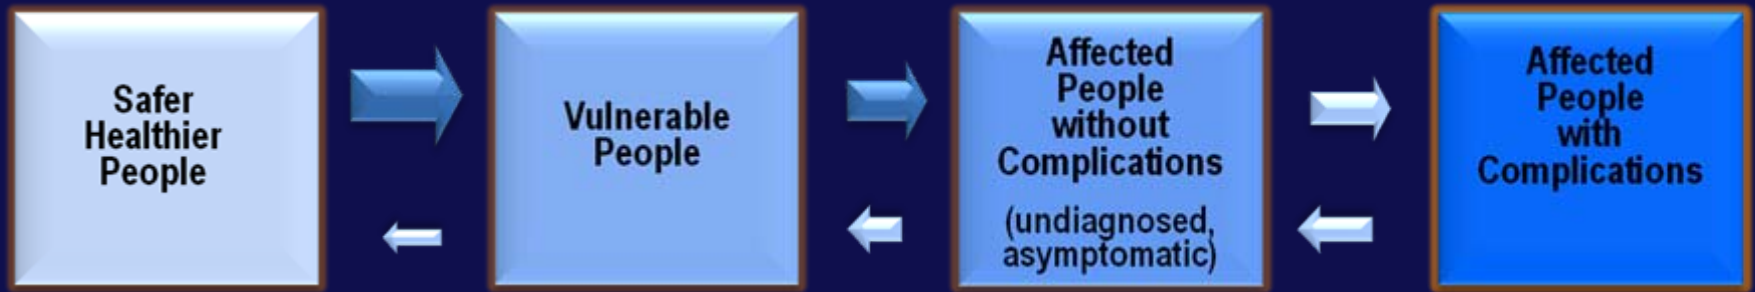 Safer
Healthier
People
Vulnerable
People
Affected
People
without
Complications
(undiagnosed,
asymptomatic)
Affected
People
with
Complications